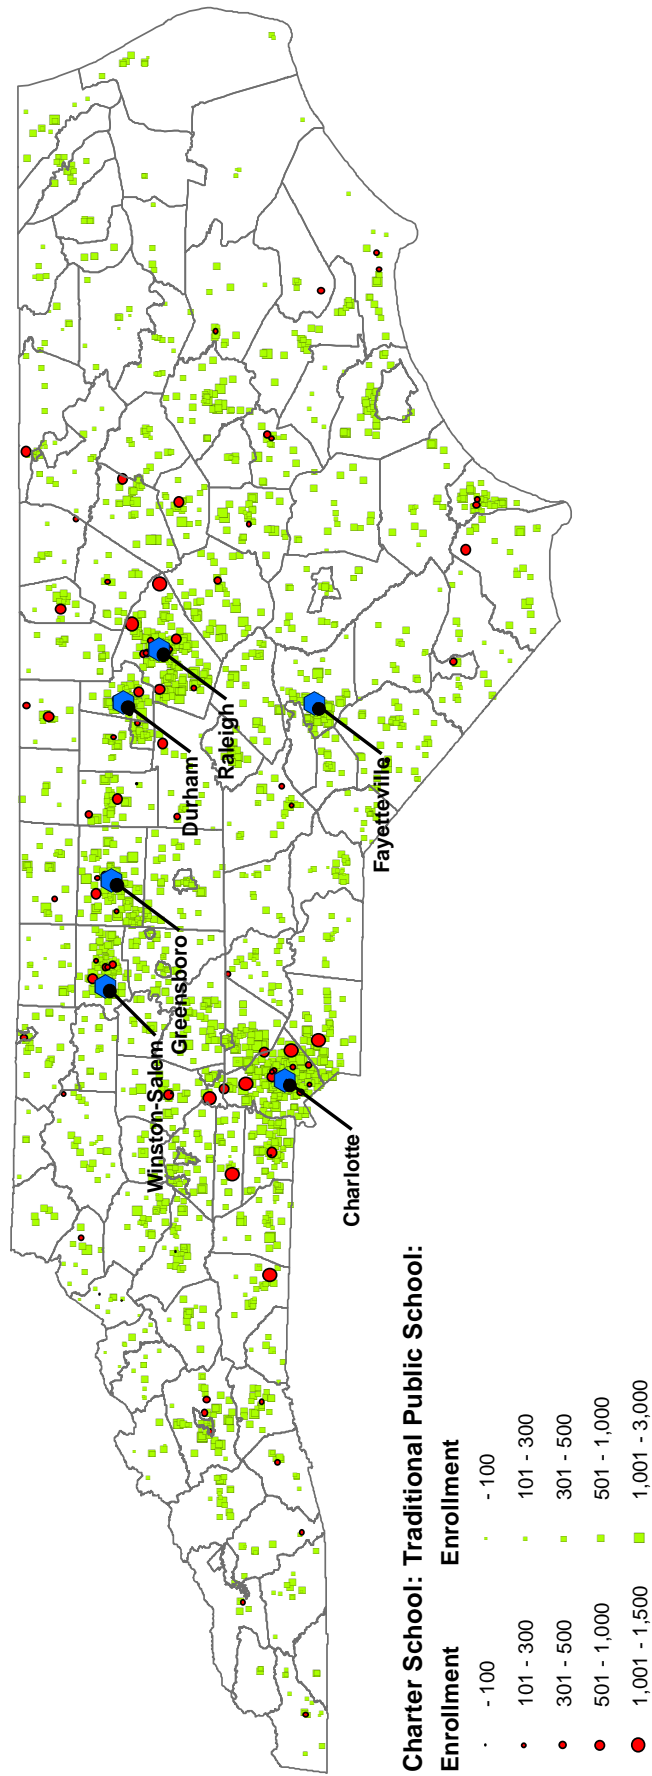 Winston-Salem
Greensboro
Durham
Raleigh
Charlotte
Fayetteville
Charter School: Traditional Public School:
Enrollment Enrollment
- 100 - 100
101 - 300 101 - 300
301 - 500 301 - 500
501 - 1,000 501 - 1,000
1,001 - 1,500 1,001 - 3,000